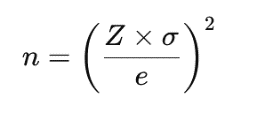 n = (Z × σ / e)²